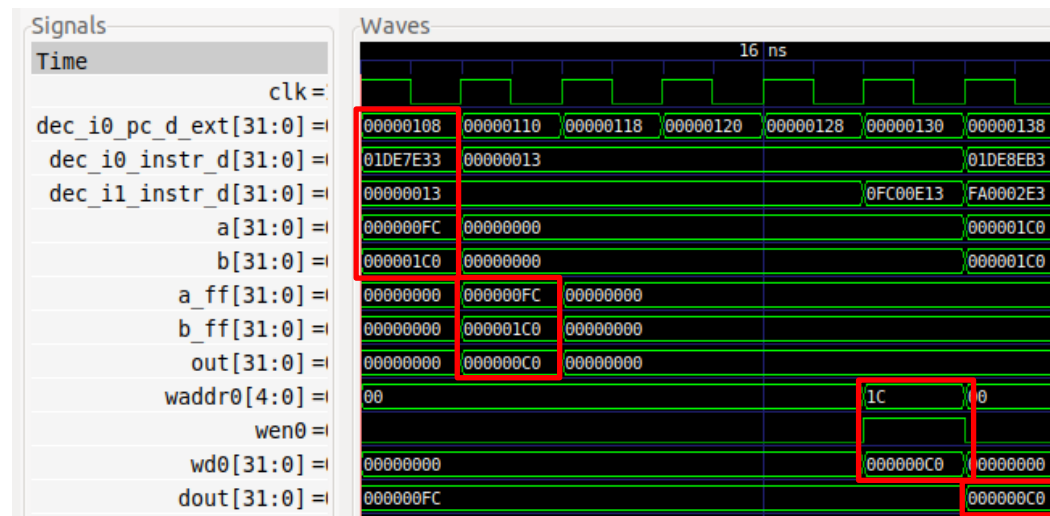 Signals Waves
Time 16 ns
clk =
dec_i0_pc_d_ext[31:0] = 00000108 00000110 00000118 00000120 00000128 00000130 00000138
dec_i0_instr_d[31:0] = 01DE7E33 00000013 01DE8EB3
dec_i1_instr_d[31:0] = 00000013 0FC00E13 FA0002E3
a[31:0] = 000000FC 00000000 000001C0
b[31:0] = 000001C0 00000000 000001C0
a_ff[31:0] = 00000000 000000FC 00000000
b_ff[31:0] = 00000000 000001C0 00000000
out[31:0] = 00000000 000000C0 00000000
waddr0[4:0] = 00 1C 00
wen0 =
wd0[31:0] = 00000000 000000C0 00000000
dout[31:0] = 000000FC 000000C0